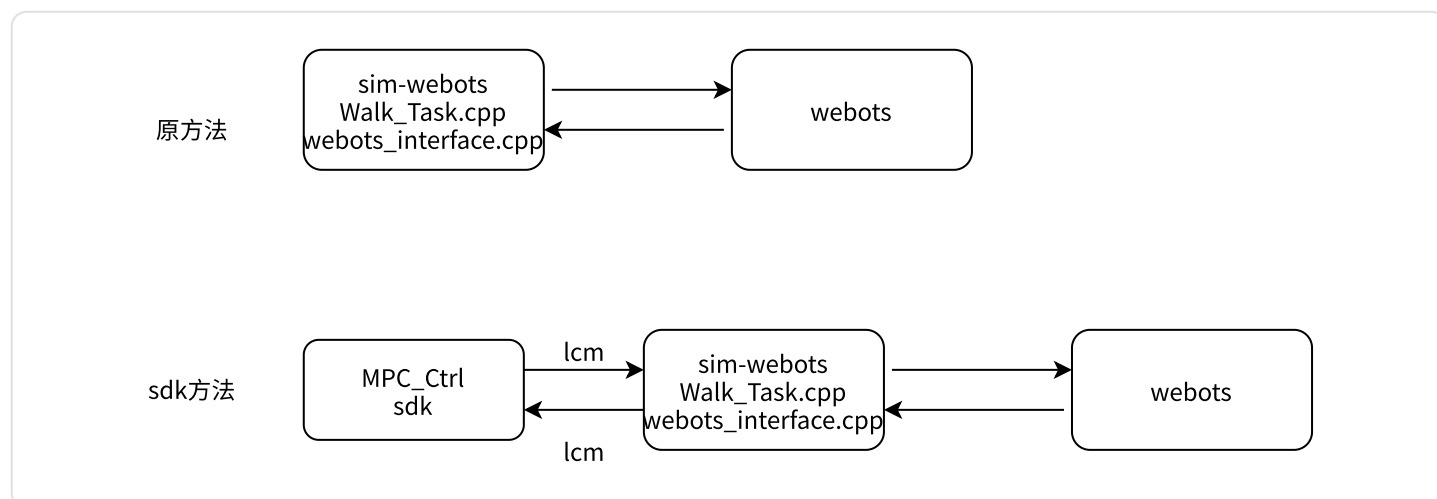 原方法
sim-webots
Walk_Task.cpp
webots_interface.cpp
webots
sdk方法
MPC_Ctrl
sdk
lcm
lcm
sim-webots
Walk_Task.cpp
webots_interface.cpp
webots